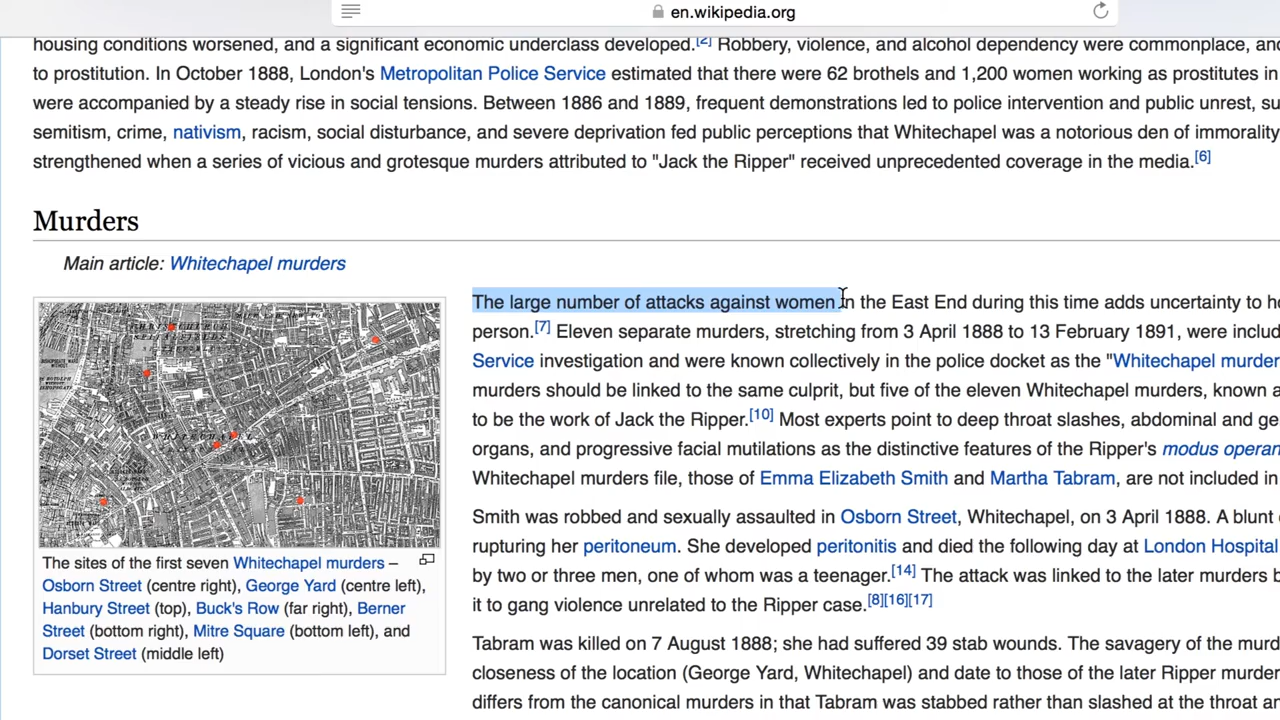 en.wikipedia.org
housing conditions worsened, and a significant economic underclass developed.[2] Robbery, violence, and alcohol dependency were commonplace, and
to prostitution. In October 1888, London's Metropolitan Police Service estimated that there were 62 brothels and 1,200 women working as prostitutes in
were accompanied by a steady rise in social tensions. Between 1886 and 1889, frequent demonstrations led to police intervention and public unrest, su
semitism, crime, nativism, racism, social disturbance, and severe deprivation fed public perceptions that Whitechapel was a notorious den of immorality
strengthened when a series of vicious and grotesque murders attributed to "Jack the Ripper" received unprecedented coverage in the media.[6]
Murders
Main article: Whitechapel murders
The sites of the first seven Whitechapel murders –
Osborn Street (centre right), George Yard (centre left),
Hanbury Street (top), Buck's Row (far right), Berner
Street (bottom right), Mitre Square (bottom left), and
Dorset Street (middle left)
The large number of attacks against women in the East End during this time adds uncertainty to ho
person.[7] Eleven separate murders, stretching from 3 April 1888 to 13 February 1891, were includ
Service investigation and were known collectively in the police docket as the "Whitechapel murder
murders should be linked to the same culprit, but five of the eleven Whitechapel murders, known a
to be the work of Jack the Ripper.[10] Most experts point to deep throat slashes, abdominal and ge
organs, and progressive facial mutilations as the distinctive features of the Ripper's modus operan
Whitechapel murders file, those of Emma Elizabeth Smith and Martha Tabram, are not included in
Smith was robbed and sexually assaulted in Osborn Street, Whitechapel, on 3 April 1888. A blunt
rupturing her peritoneum. She developed peritonitis and died the following day at London Hospital
by two or three men, one of whom was a teenager.[14] The attack was linked to the later murders b
it to gang violence unrelated to the Ripper case.[8][16][17]
Tabram was killed on 7 August 1888; she had suffered 39 stab wounds. The savagery of the murd
closeness of the location (George Yard, Whitechapel) and date to those of the later Ripper murder
differs from the canonical murders in that Tabram was stabbed rather than slashed at the throat an